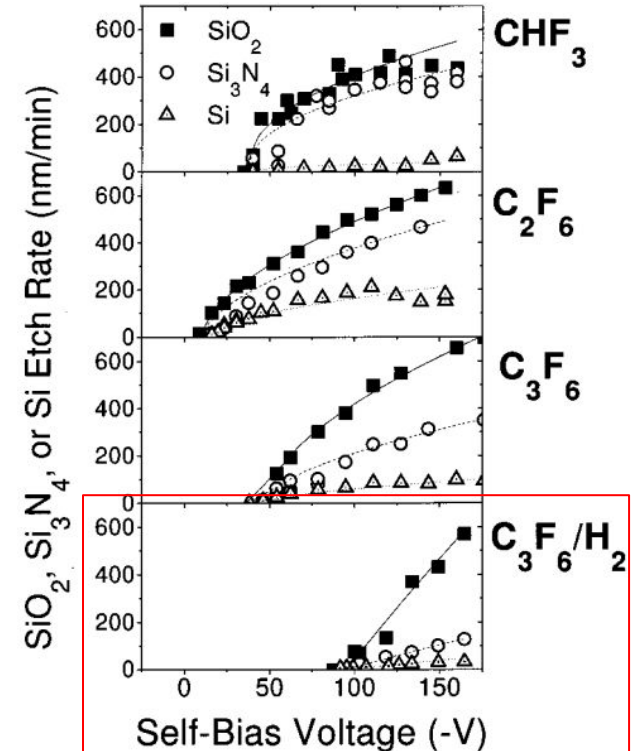 SiO2, Si3N4, or Si Etch Rate (nm/min)
600
400
200
0
SiO2
Si3N4
Si
CHF3
600
400
200
0
C2F6
600
400
200
0
C3F6
600
400
200
0
C3F6/H2
0 50 100 150
Self-Bias Voltage (-V)